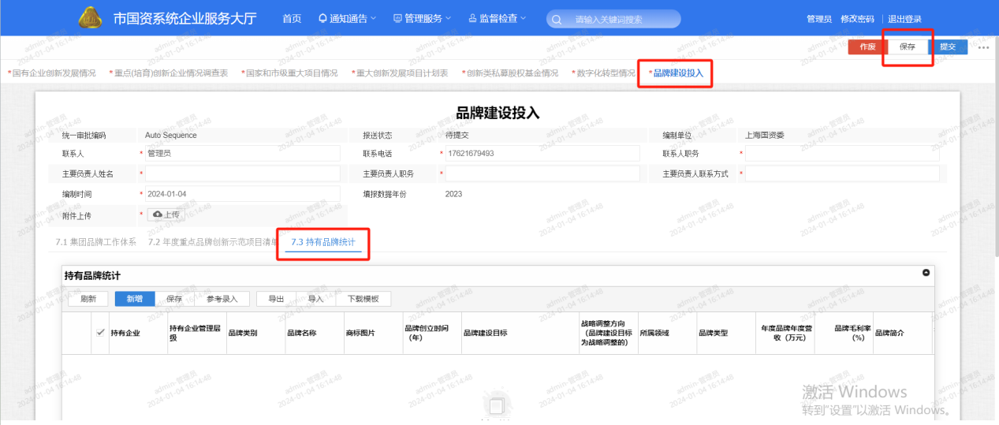 市国资系统企业服务大厅 首页 通知通告 管理服务 监督检查 请输入关键词搜索 管理员 修改密码 退出登录
作废 保存 提交
*国有企业创新发展情况 *重点(培育)创新企业情况调查表 *国家和市级重大项目情况 *重大创新发展项目计划表 *创新类私募股权基金情况 *数字化转型情况 *品牌建设投入
品牌建设投入
统一审批编码 Auto Sequence 报送状态 待提交 编制单位 上海国资委
联系人 * 管理员 联系电话 * 17621679493 联系人职务 *
主要负责人姓名 * 主要负责人职务 * 主要负责人联系方式 *
编制时间 * 2024-01-04 填报数据年份 2023
附件上传 * 上传
7.1 集团品牌工作体系 7.2 年度重点品牌创新示范项目清单 7.3 持有品牌统计
持有品牌统计
刷新 新增 保存 参考录入 导出 导入 下载模板
持有企业 持有企业管理层级 品牌类别 品牌名称 商标图片 品牌创立时间(年) 品牌建设目标 战略调整方向(品牌建设目标为战略调整的) 所属领域 品牌类型 年度品牌年度营收(万元) 品牌毛利率(%) 品牌简介
激活 Windows
转到"设置"以激活 Windows。
admin-管理员
2024-01-04 16:14:48